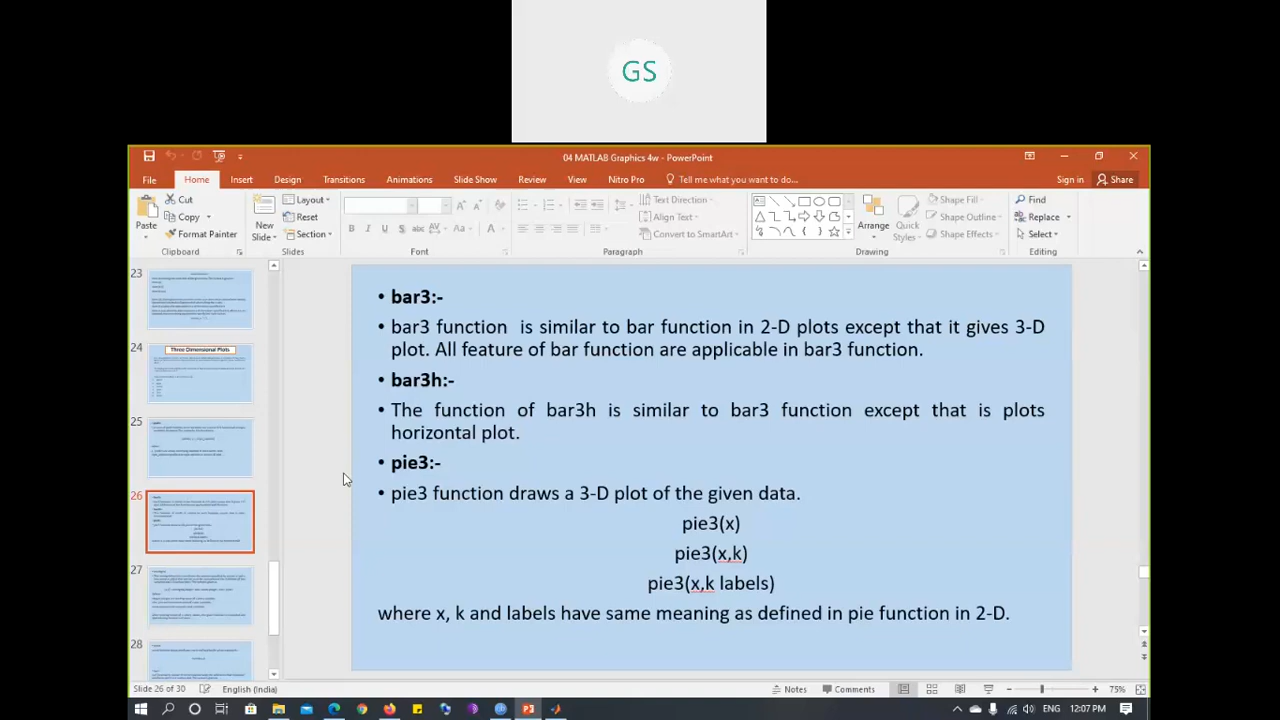 GS
04 MATLAB Graphics 4w - PowerPoint
File Home Insert Design Transitions Animations Slide Show Review View Nitro Pro Tell me what you want to do... Sign in Share
Paste Cut Copy Format Painter
Clipboard
New Slide Layout Reset Section
Slides
B I U S abc AV Aa A
Font
Text Direction Align Text Convert to SmartArt
Paragraph
Arrange Quick Styles Shape Fill Shape Outline Shape Effects
Drawing
Find Replace Select
Editing
23
24
Three Dimensional Plots
25
26
27
28
• bar3:-
• bar3 function is similar to bar function in 2-D plots except that it gives 3-D
plot. All feature of bar function are applicable in bar3 function.
• bar3h:-
• The function of bar3h is similar to bar3 function except that is plots
horizontal plot.
• pie3:-
• pie3 function draws a 3-D plot of the given data.
pie3(x)
pie3(x,k)
pie3(x,k labels)
where x, k and labels have same meaning as defined in pie function in 2-D.
Slide 26 of 30 English (India) Notes Comments 75%
ENG 12:07 PM